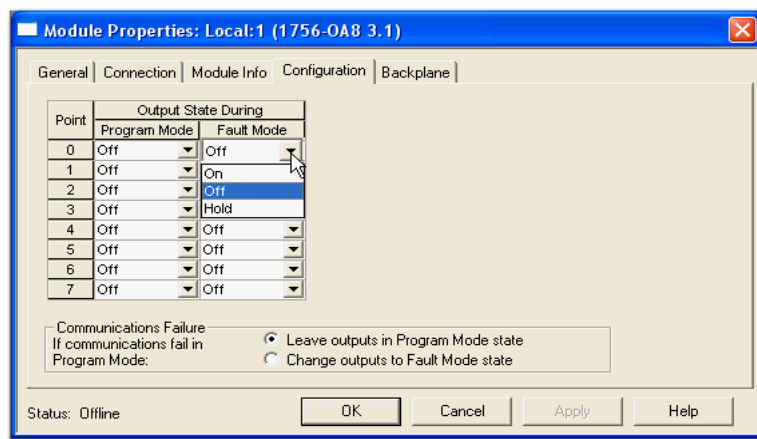 Module Properties: Local:1 (1756-OA8 3.1)
General Connection Module Info Configuration Backplane
Point Output State During
Program Mode Fault Mode
0 Off Off
1 Off On
2 Off Off
3 Off Hold
4 Off Off
5 Off Off
6 Off Off
7 Off Off
Communications Failure
If communications fail in Program Mode:
Leave outputs in Program Mode state
Change outputs to Fault Mode state
Status: Offline OK Cancel Apply Help